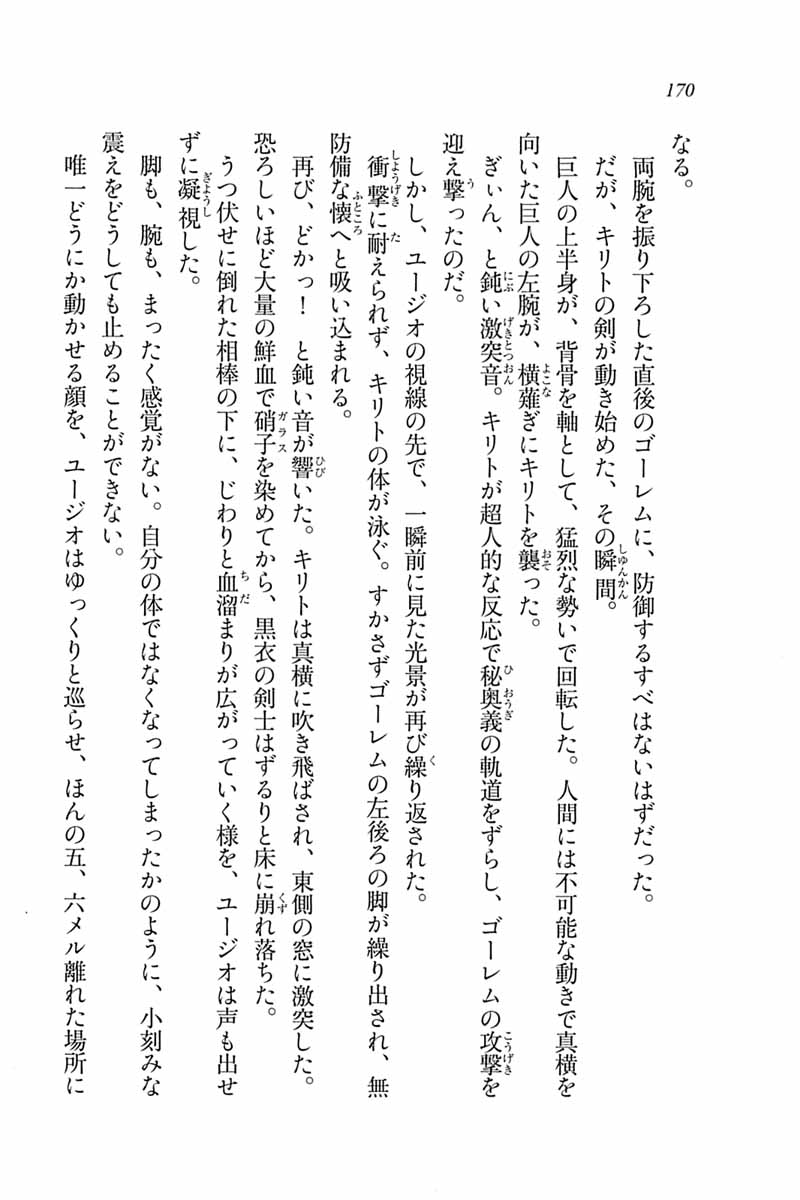 170
なる。
両腕を振り下ろした直後のゴーレムに、防御するすべはないはずだった。
だが、キリトの剣が動き始めた、その瞬間。
巨人の上半身が、背骨を軸として、猛烈な勢いで回転した。人間には不可能な動きで真横を
向いた巨人の左腕が、横薙ぎにキリトを襲った。
ぎぃん、と鈍い激突音。キリトが超人的な反応で秘奥義の軌道をずらし、ゴーレムの攻撃を
迎え撃ったのだ。
しかし、ユージオの視線の先で、一瞬前に見た光景が再び繰り返された。
衝撃に耐えられず、キリトの体が泳ぐ。すかさずゴーレムの左後ろの脚が繰り出され、無
防備な懐へと吸い込まれる。
再び、どかっ！　と鈍い音が響いた。キリトは真横に吹き飛ばされ、東側の窓に激突した。
恐ろしいほど大量の鮮血で硝子を染めてから、黒衣の剣士はずるりと床に崩れ落ちた。
うつ伏せに倒れた相棒の下に、じわりと血溜まりが広がっていく様を、ユージオは声も出せ
ずに凝視した。
脚も、腕も、まったく感覚がない。自分の体ではなくなってしまったかのように、小刻みな
震えをどうしても止めることができない。
唯一どうにか動かせる顔を、ユージオはゆっくりと巡らせ、ほんの五、六メル離れた場所に